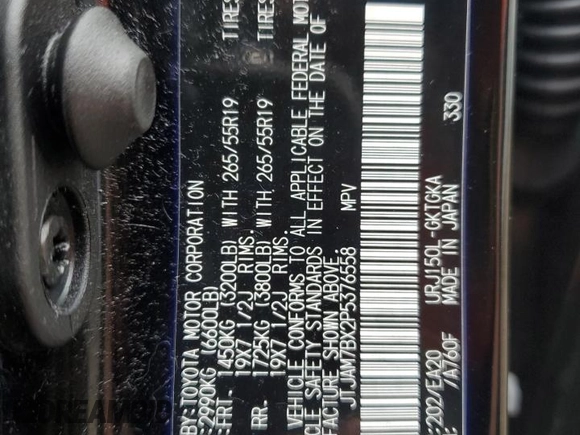 BY:TOYOTA MOTOR CORPORATION
:2990KG (6600LB)
FRT. 1450KG (3200LB) WITH 265/55R19 TIRES
19X7 1/2J RIMS.
RR. 1725KG (3800LB) WITH 265/55R19 TIRES
19X7 1/2J RIMS.
VEHICLE CONFORMS TO ALL APPLICABLE FEDERAL MOT
CLE SAFETY STANDARDS IN EFFECT ON THE DATE OF
FACTURE SHOWN ABOVE.
JTJAM7BX2P5376558 MPV
202/EA20 URJ150L-GKTGKA
/A760F MADE IN JAPAN 330